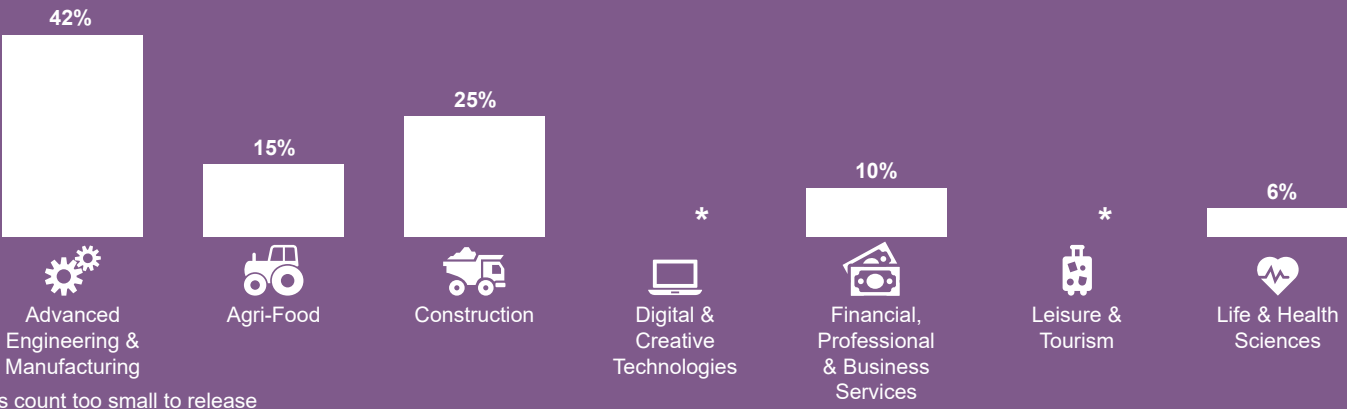 42%
15%
25%
*
10%
*
6%
Advanced
Engineering &
Manufacturing
Agri-Food
Construction
Digital &
Creative
Technologies
Financial,
Professional
& Business
Services
Leisure &
Tourism
Life & Health
Sciences
count too small to release